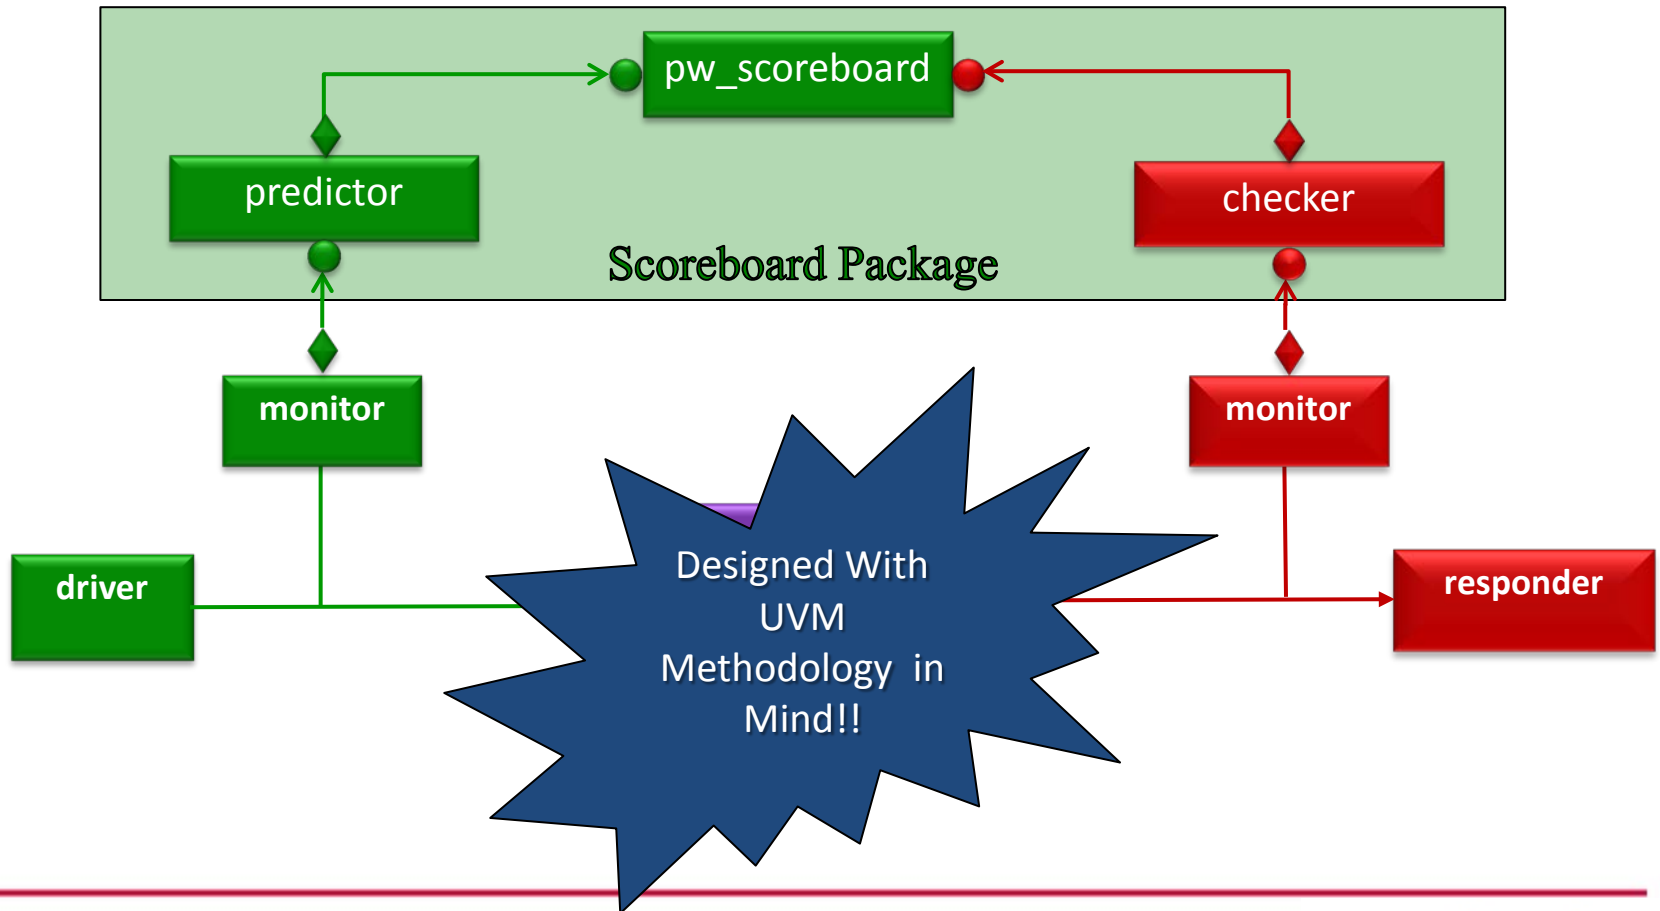 pw_scoreboard
predictor
checker
Scoreboard Package
monitor
monitor
driver
Designed With
UVM
Methodology  in
Mind!!
responder